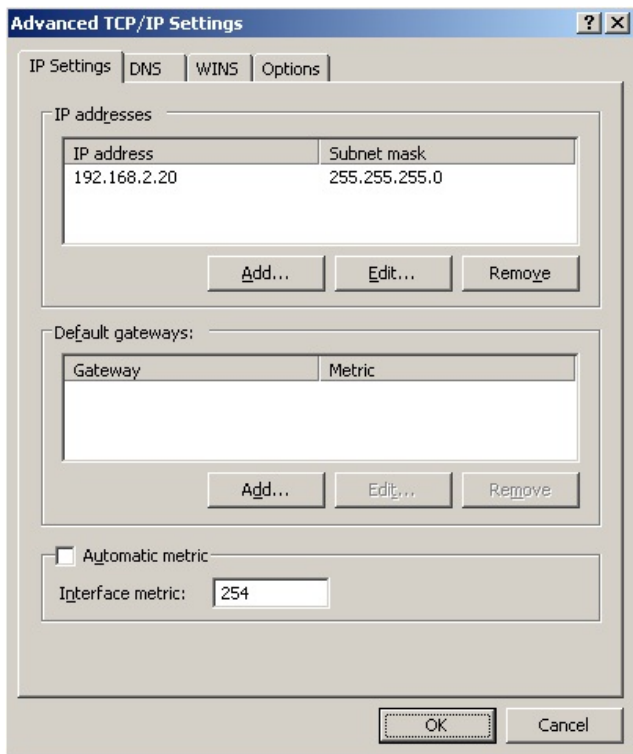 Advanced TCP/IP Settings
IP Settings DNS WINS Options
IP addresses
IP address Subnet mask
192.168.2.20 255.255.255.0
Add... Edit... Remove
Default gateways:
Gateway Metric
Add... Edit... Remove
Automatic metric
Interface metric: 254
OK Cancel